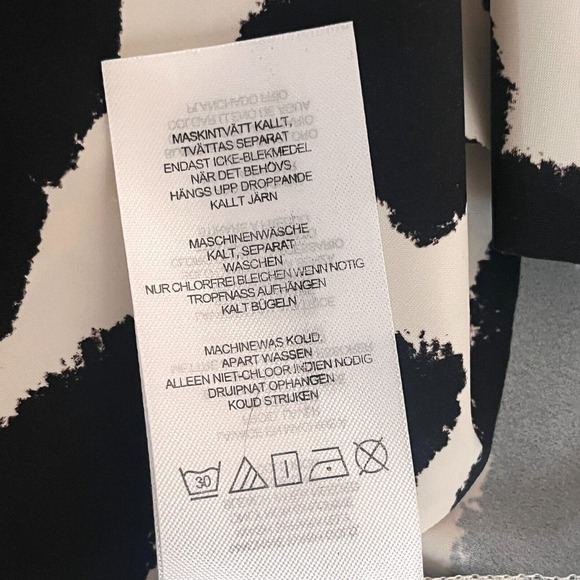 MASKINTVÄTT KALLT,
TVÄTTAS SEPARAT
ENDAST ICKE-BLEKMEDEL
NÄR DET BEHÖVS
HÄNGS UPP DROPPANDE
KALLT JÄRN
MASCHINENWÄSCHE
KALT, SEPARAT
WASCHEN
NUR CHLORFREI BLEICHEN WENN NÖTIG
TROPFNASS AUFHÄNGEN
KALT BÜGELN
MACHINEWAS KOUD,
APART WASSEN
ALLEEN NIET-CHLOOR INDIEN NODIG
DRUIPNAT OPHANGEN
KOUD STRIJKEN
30